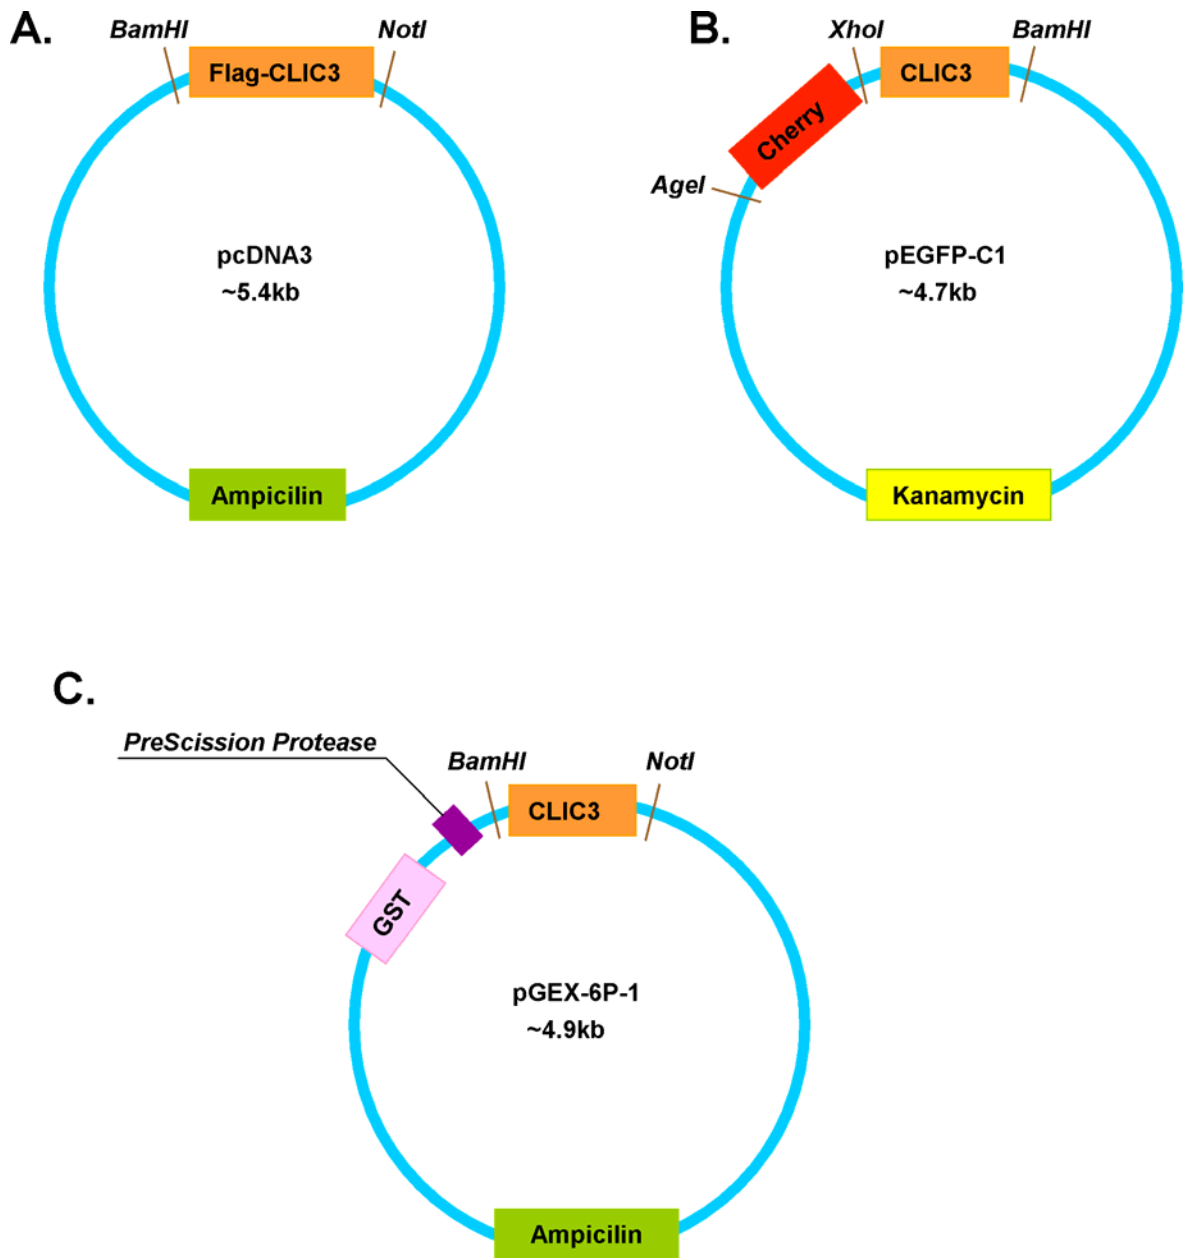 A.
BamHI
NotI
Flag-CLIC3
pcDNA3
~5.4kb
Ampicilin
B.
XhoI
BamHI
CLIC3
Cherry
AgeI
pEGFP-C1
~4.7kb
Kanamycin
C.
PreScission Protease
BamHI
NotI
CLIC3
GST
pGEX-6P-1
~4.9kb
Ampicilin